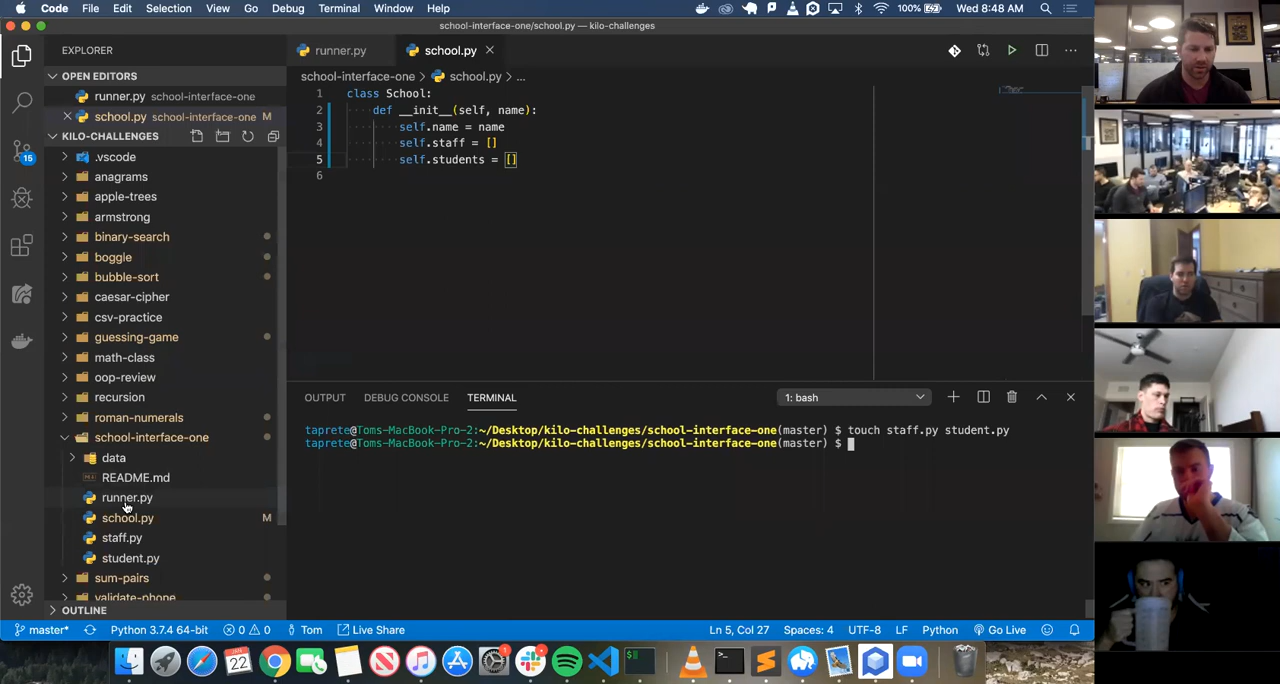 Code File Edit Selection View Go Debug Terminal Window Help 100% Wed 8:48 AM
school-interface-one/school.py — kilo-challenges
EXPLORER
runner.py school.py
OPEN EDITORS
runner.py school-interface-one
school.py school-interface-one M
KILO-CHALLENGES
.vscode
anagrams
apple-trees
armstrong
binary-search
boggle
bubble-sort
caesar-cipher
csv-practice
guessing-game
math-class
oop-review
recursion
roman-numerals
school-interface-one
data
README.md
runner.py
school.py M
staff.py
student.py
sum-pairs
validate-phone
OUTLINE
15
school-interface-one > school.py > ...
1 class School:
2 def __init__(self, name):
3 self.name = name
4 self.staff = []
5 self.students = []
6
OUTPUT DEBUG CONSOLE TERMINAL 1: bash
taprete@Toms-MacBook-Pro-2:~/Desktop/kilo-challenges/school-interface-one(master) $ touch staff.py student.py
taprete@Toms-MacBook-Pro-2:~/Desktop/kilo-challenges/school-interface-one(master) $
master* Python 3.7.4 64-bit 0 0 Tom Live Share Ln 5, Col 27 Spaces: 4 UTF-8 LF Python Go Live
22